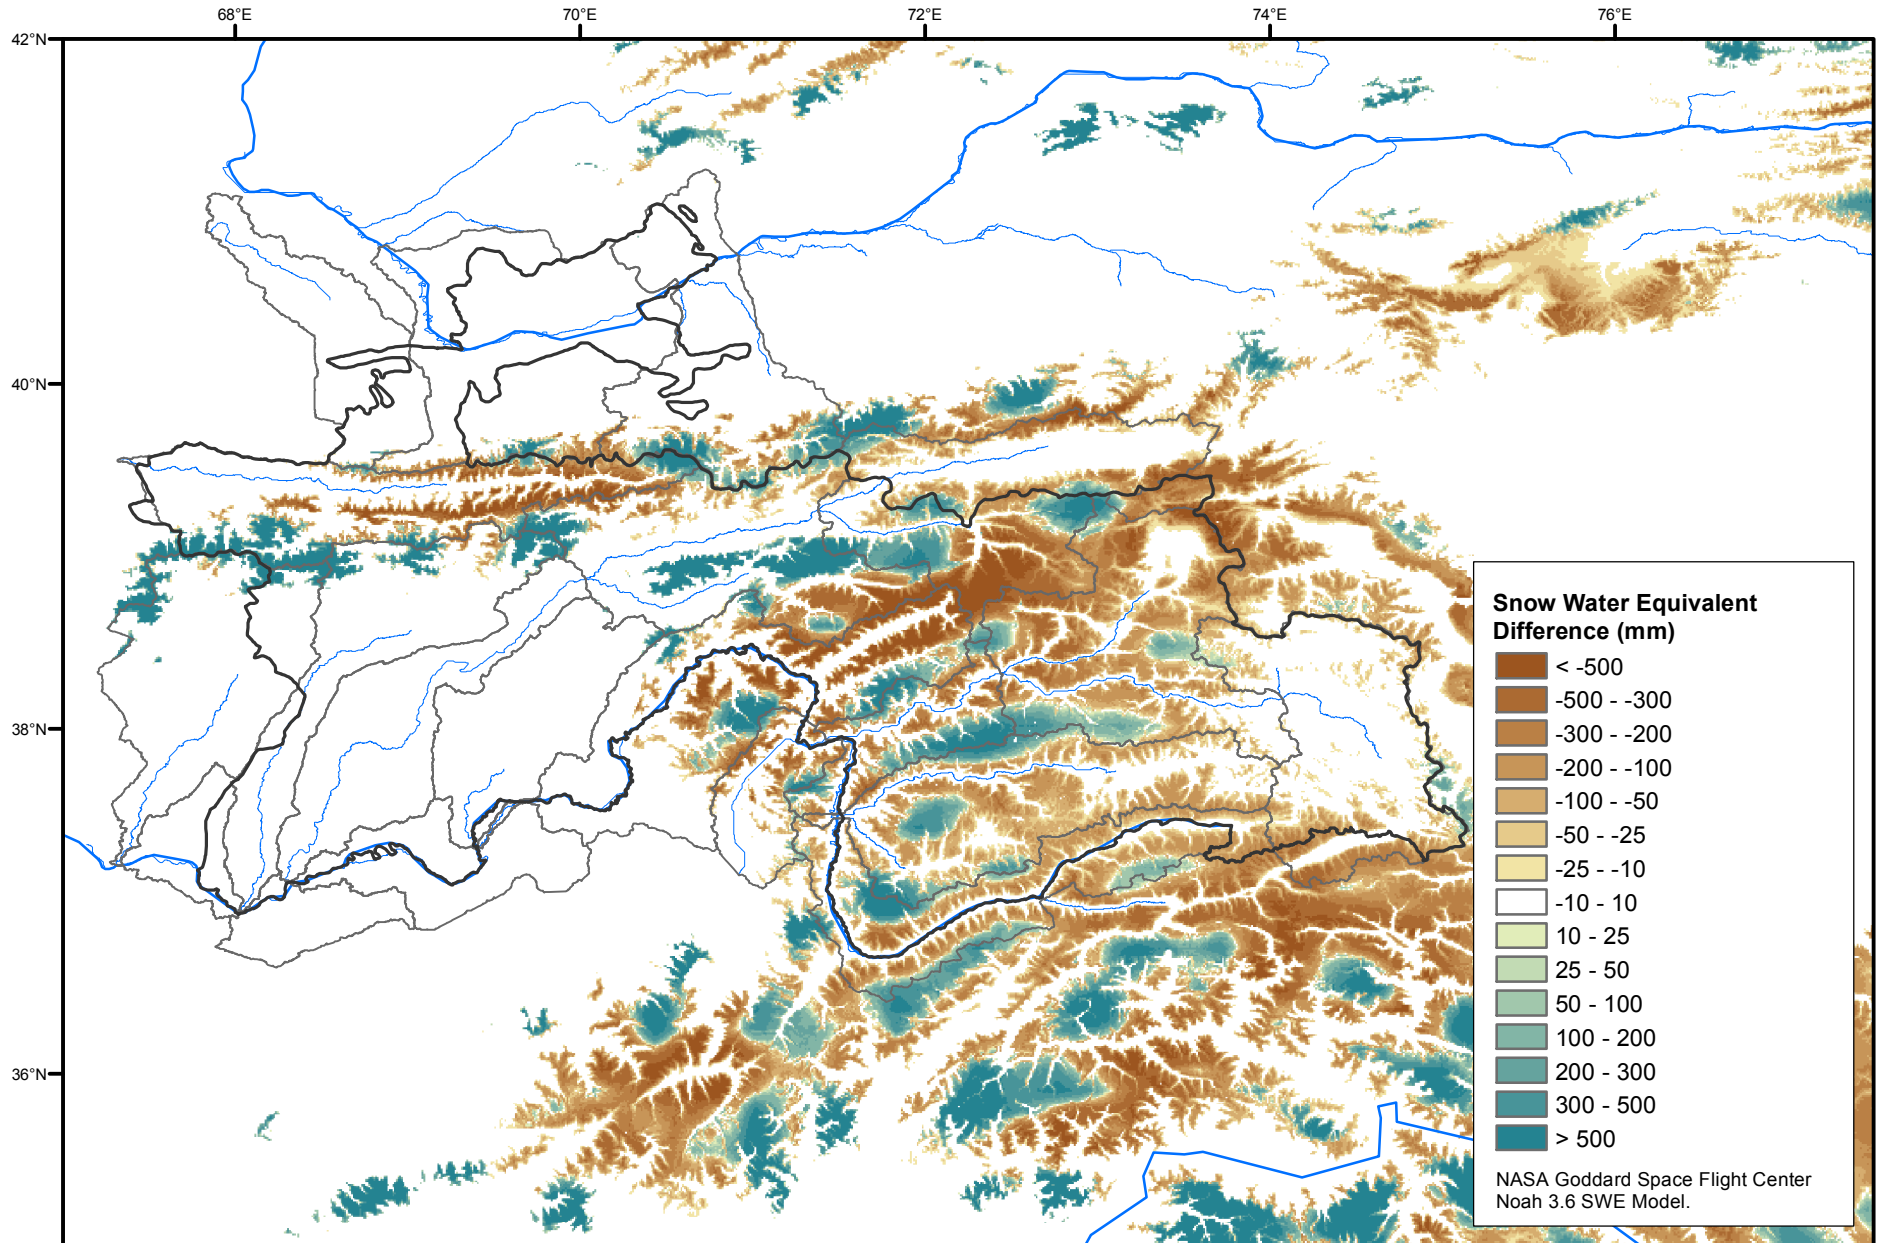 68°E 70°E 72°E 74°E 76°E
42°N
40°N
38°N
36°N
Snow Water Equivalent
Difference (mm)
< -500
-500 - -300
-300 - -200
-200 - -100
-100 - -50
-50 - -25
-25 - -10
-10 - 10
10 - 25
25 - 50
50 - 100
100 - 200
200 - 300
300 - 500
> 500
NASA Goddard Space Flight Center
Noah 3.6 SWE Model.